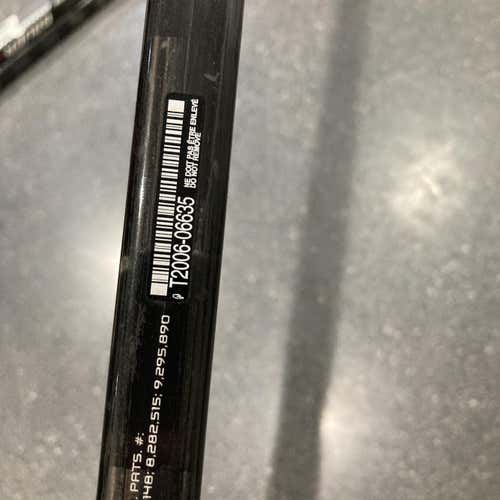 T2006-06635
NE DOIT PAS ÊTRE ENLEVÉ
DO NOT REMOVE
PATS. #:
148; 8,282,515; 9,295,890